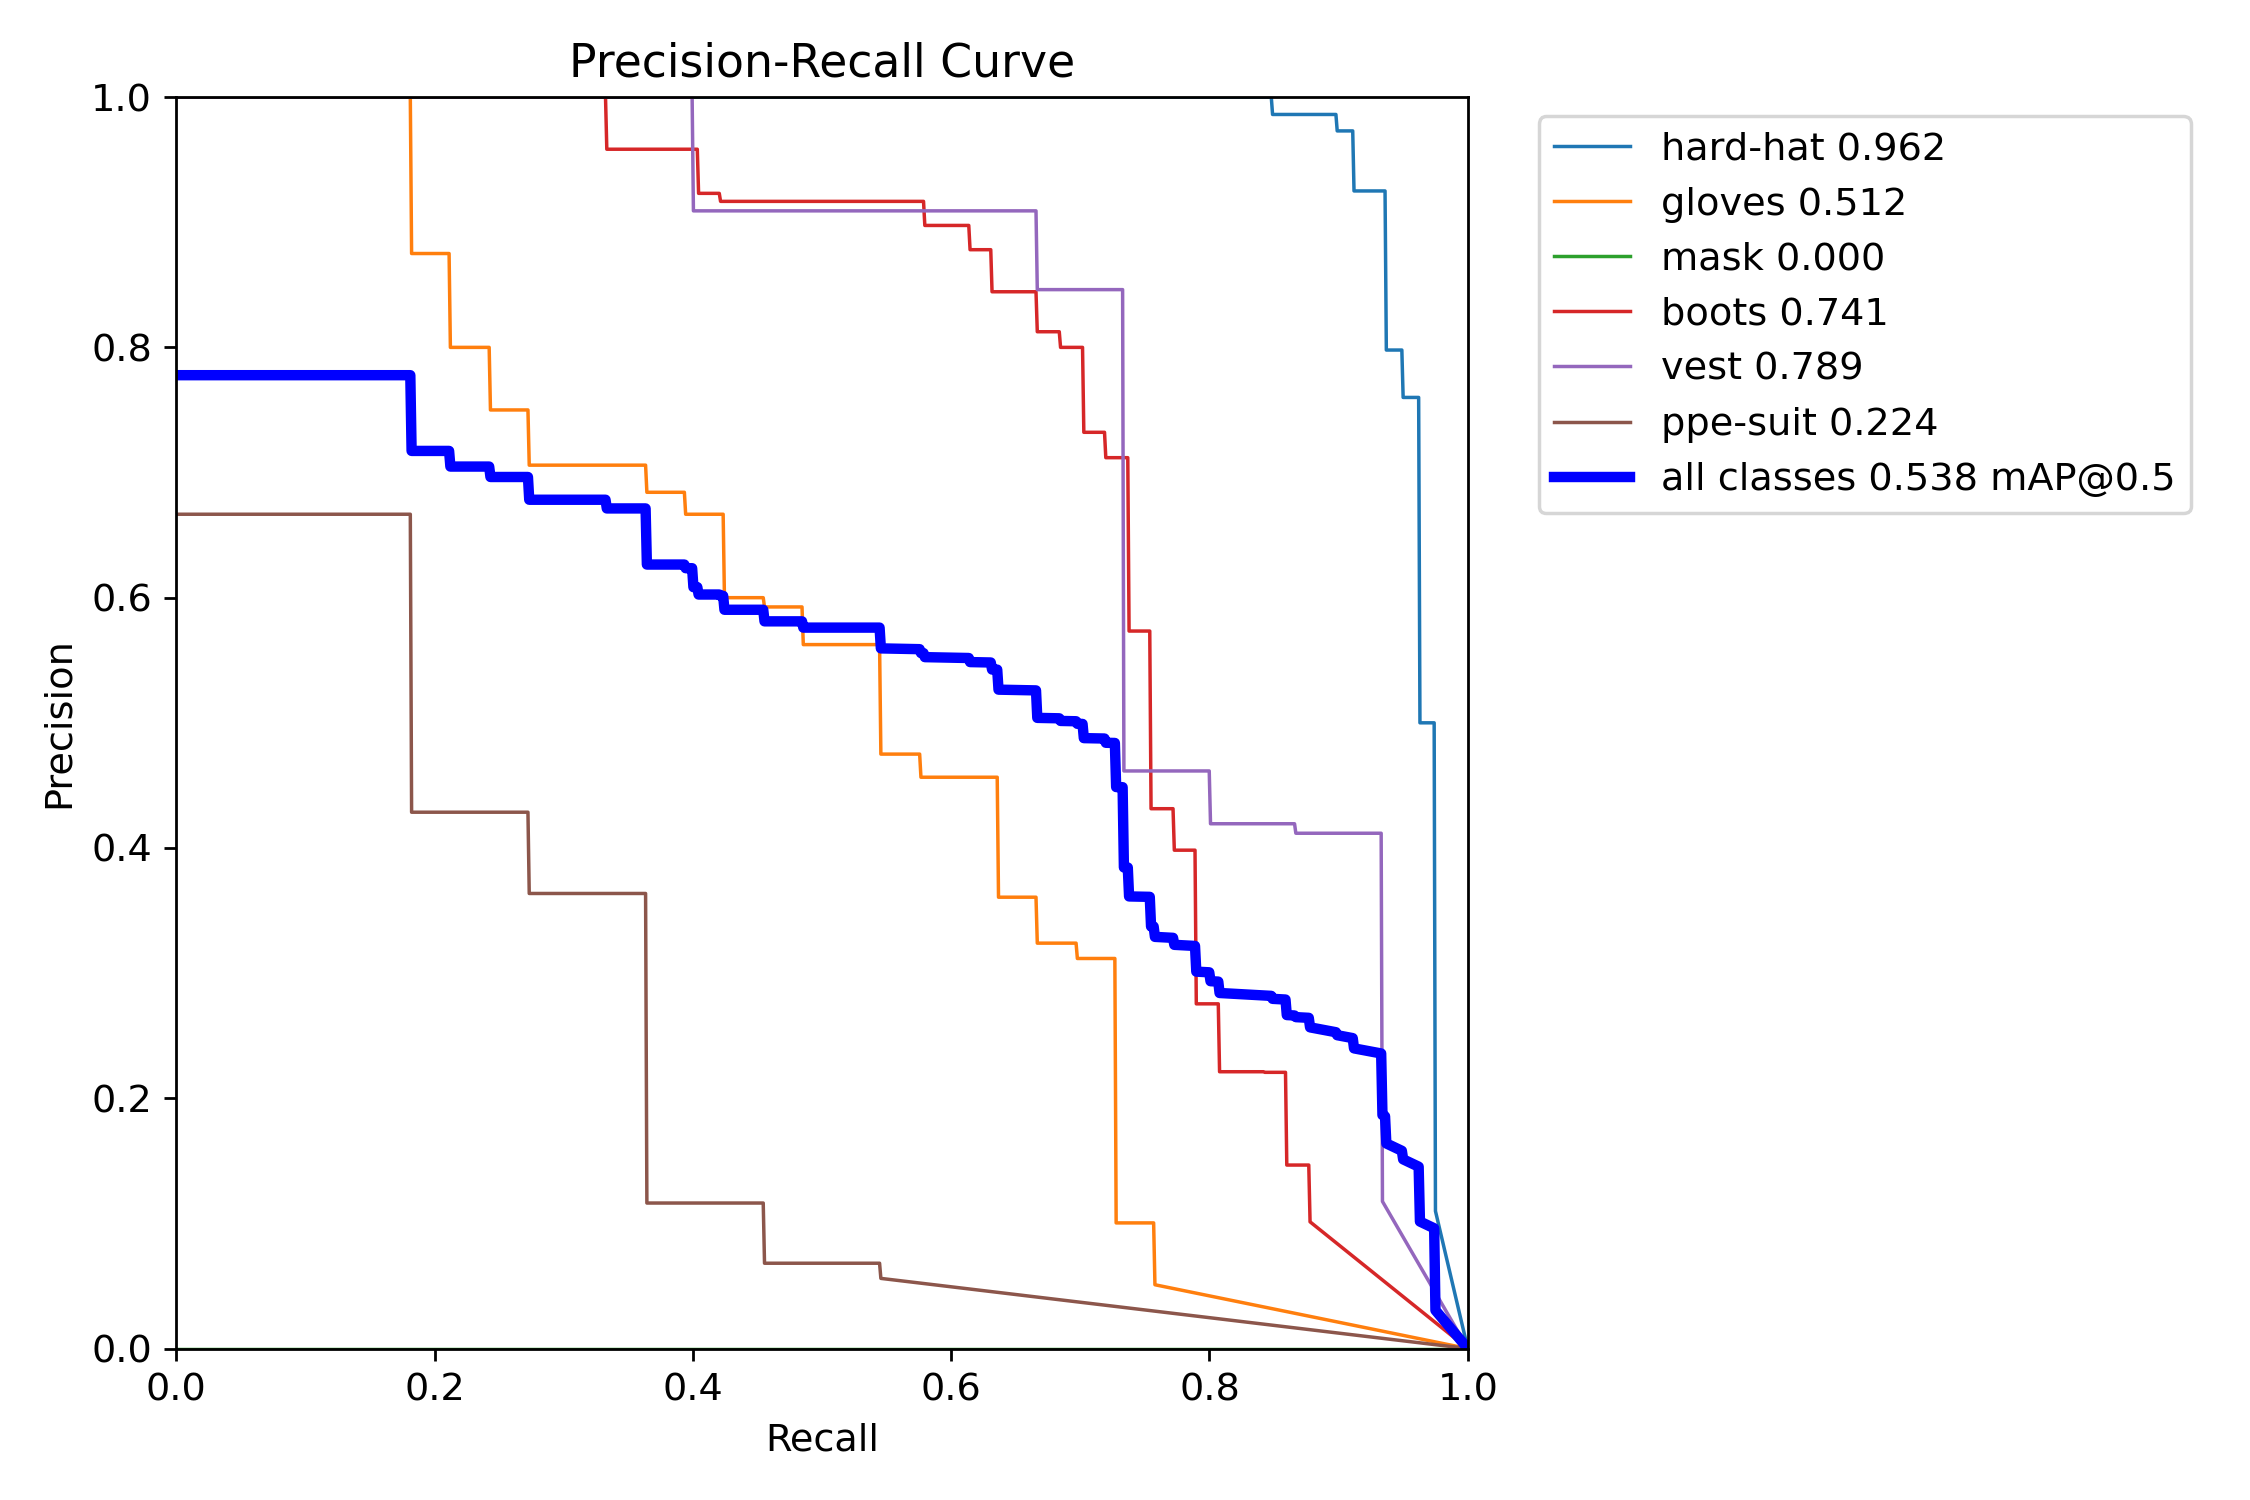 Precision-Recall Curve
1.0
0.8
0.6
0.4
0.2
0.0
Precision
0.0 0.2 0.4 0.6 0.8 1.0
Recall
hard-hat 0.962
gloves 0.512
mask 0.000
boots 0.741
vest 0.789
ppe-suit 0.224
all classes 0.538 mAP@0.5